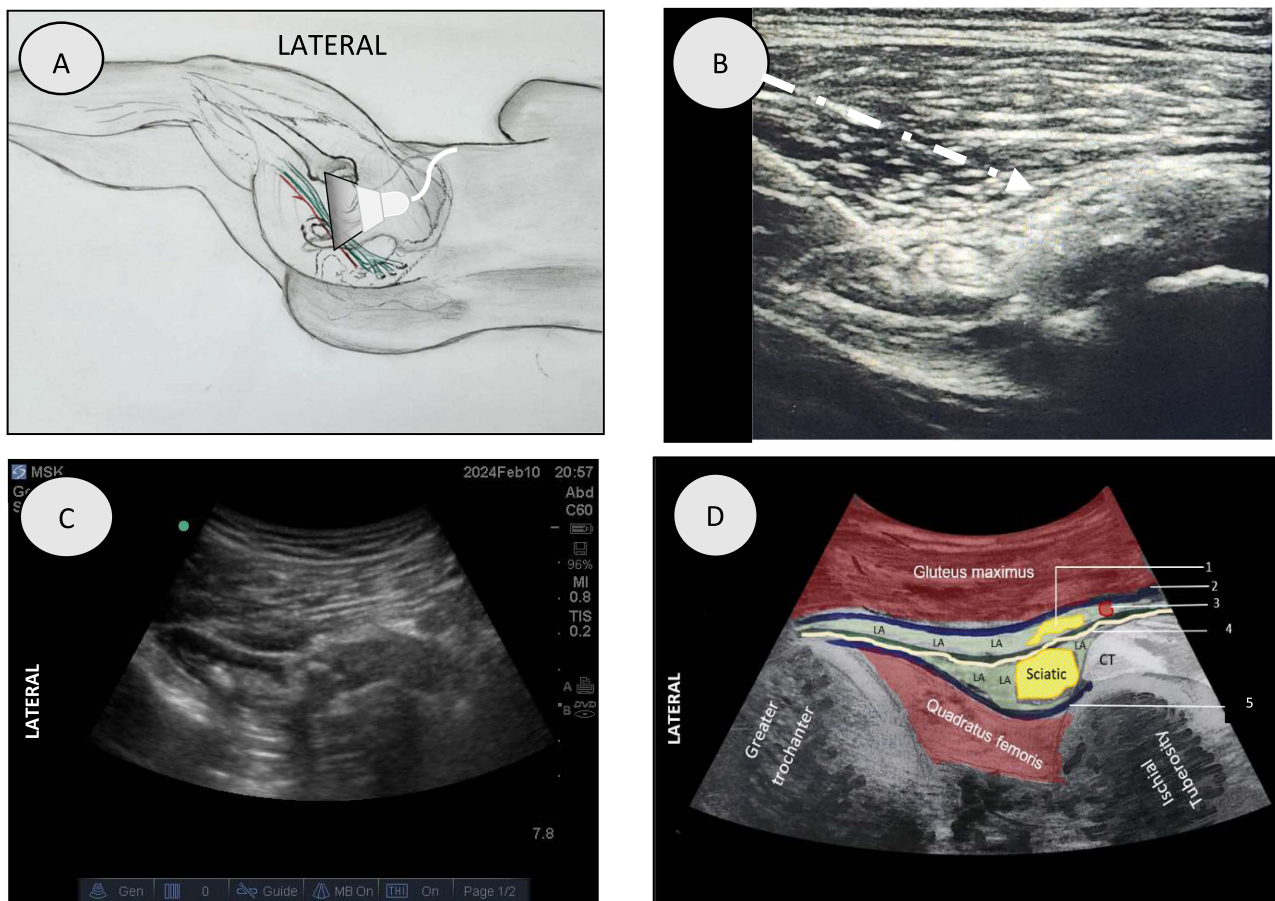 A
LATERAL
B
MSK
2024Feb10 20:57
Abd
C60
C
96%
MI
0.8
TIS
0.2
A
B DVD
LATERAL
7.8
Gen
0
Guide
MB On
THI On
Page 1/2
D
Gluteus maximus
1
2
3
4
5
LA
LA
LA
LA
LA
LA
Sciatic
CT
Quadratus femoris
Greater
trochanter
Ischial
Tuberosity
LATERAL